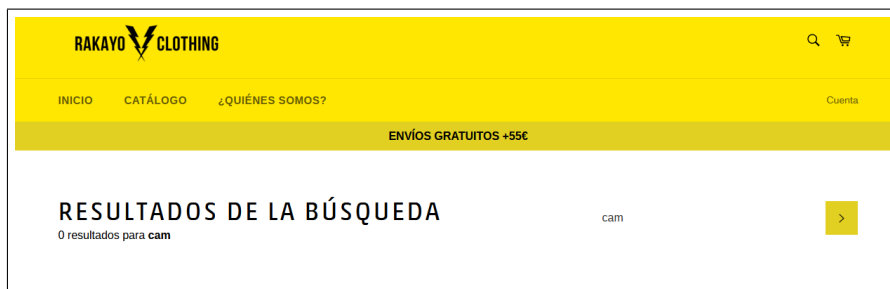 RAKAYO CLOTHING
INICIO CATÁLOGO ¿QUIÉNES SOMOS? Cuenta
ENVÍOS GRATUITOS +55€
RESULTADOS DE LA BÚSQUEDA
cam
0 resultados para cam